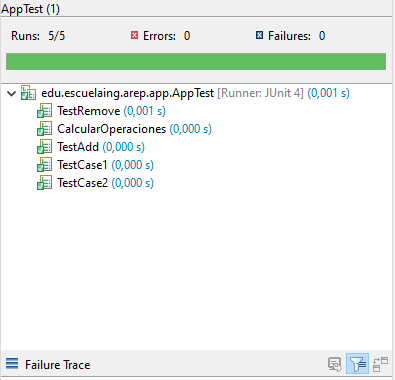 AppTest (1)
Runs: 5/5 Errors: 0 Failures: 0
edu.escuelaing.arep.app.AppTest [Runner: JUnit 4] (0,001 s)
TestRemove (0,001 s)
CalcularOperaciones (0,000 s)
TestAdd (0,000 s)
TestCase1 (0,000 s)
TestCase2 (0,000 s)
Failure Trace